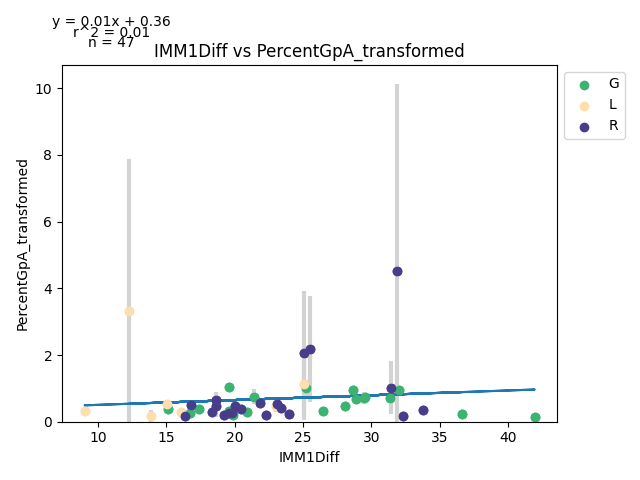 y = 0.01x + 0.36
r^2 = 0.01
n = 47
IMM1Diff vs PercentGpA_transformed
G
L
R
PercentGpA_transformed
10
8
6
4
2
0
10 15 20 25 30 35 40
IMM1Diff